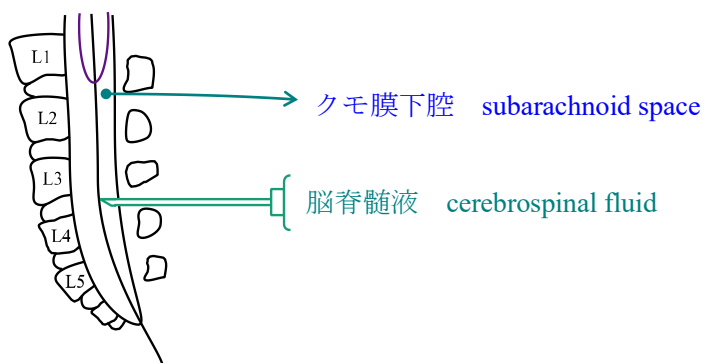 L1
L2
L3
L4
L5
クモ膜下腔 subarachnoid space
脳脊髄液 cerebrospinal fluid